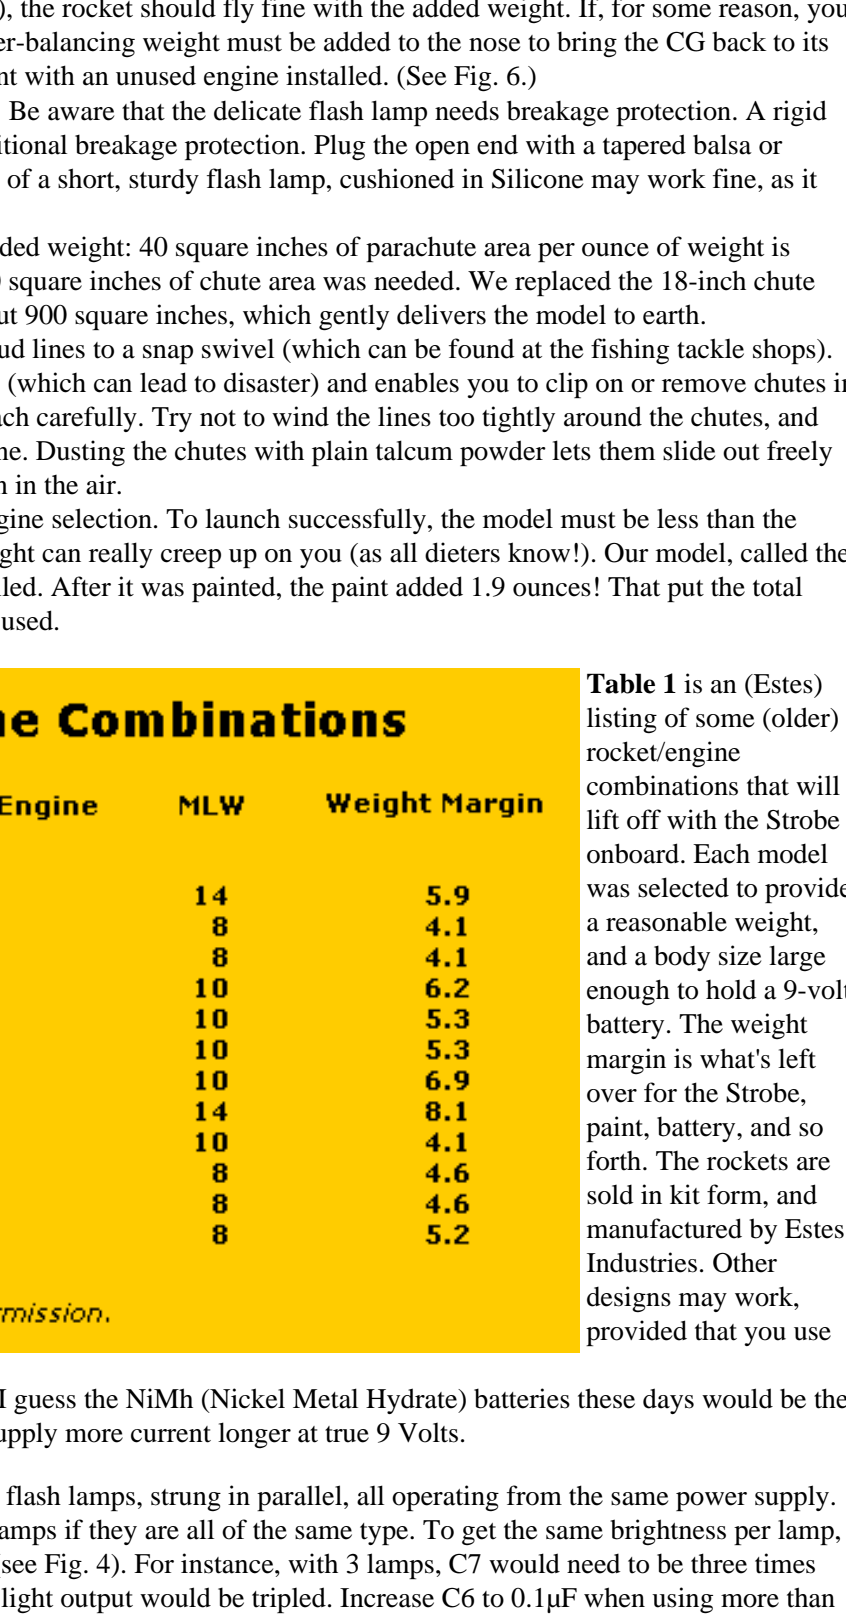 ), the rocket should fly fine with the added weight. If, for some reason, you
er-balancing weight must be added to the nose to bring the CG back to its
nt with an unused engine installed. (See Fig. 6.)
Be aware that the delicate flash lamp needs breakage protection. A rigid
itional breakage protection. Plug the open end with a tapered balsa or
of a short, sturdy flash lamp, cushioned in Silicone may work fine, as it
ded weight: 40 square inches of parachute area per ounce of weight is
square inches of chute area was needed. We replaced the 18-inch chute
ut 900 square inches, which gently delivers the model to earth.
ud lines to a snap swivel (which can be found at the fishing tackle shops).
(which can lead to disaster) and enables you to clip on or remove chutes in
ach carefully. Try not to wind the lines too tightly around the chutes, and
ne. Dusting the chutes with plain talcum powder lets them slide out freely
n in the air.
gine selection. To launch successfully, the model must be less than the
ght can really creep up on you (as all dieters know!). Our model, called the
lled. After it was painted, the paint added 1.9 ounces! That put the total
used.
ne Combinations
Engine MLW Weight Margin
14 5.9
8 4.1
8 4.1
10 6.2
10 5.3
10 5.3
10 6.9
14 8.1
10 4.1
8 4.6
8 4.6
8 5.2
rmission.
Table 1 is an (Estes)
listing of some (older)
rocket/engine
combinations that will
lift off with the Strobe
onboard. Each model
was selected to provide
a reasonable weight,
and a body size large
enough to hold a 9-volt
battery. The weight
margin is what's left
over for the Strobe,
paint, battery, and so
forth. The rockets are
sold in kit form, and
manufactured by Estes
Industries. Other
designs may work,
provided that you use
I guess the NiMh (Nickel Metal Hydrate) batteries these days would be the
upply more current longer at true 9 Volts.
flash lamps, strung in parallel, all operating from the same power supply.
amps if they are all of the same type. To get the same brightness per lamp,
see Fig. 4). For instance, with 3 lamps, C7 would need to be three times
light output would be tripled. Increase C6 to 0.1µF when using more than